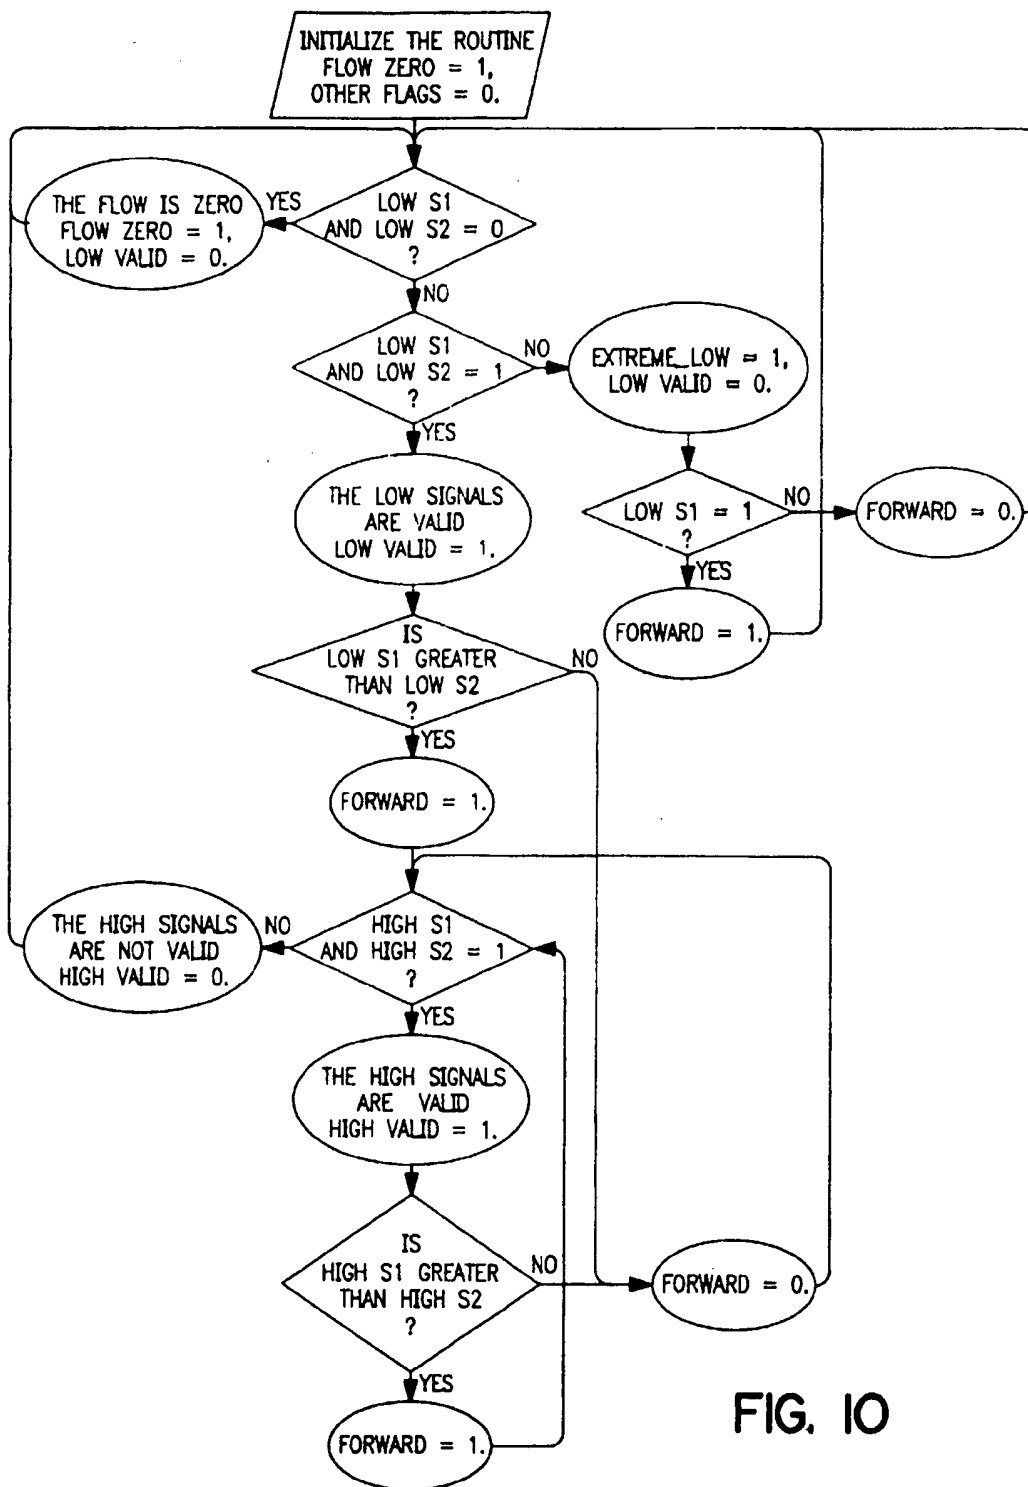 INITIALIZE THE ROUTINE
FLOW ZERO = 1,
OTHER FLAGS = 0.
LOW S1
AND LOW S2 = 0
?
YES
THE FLOW IS ZERO
FLOW ZERO = 1,
LOW VALID = 0.
NO
LOW S1
AND LOW S2 = 1
?
NO
EXTREME_LOW = 1,
LOW VALID = 0.
YES
THE LOW SIGNALS
ARE VALID
LOW VALID = 1.
LOW S1 = 1
?
NO
FORWARD = 0.
YES
FORWARD = 1.
IS
LOW S1 GREATER
THAN LOW S2
?
NO
YES
FORWARD = 1.
HIGH S1
AND HIGH S2 = 1
?
NO
THE HIGH SIGNALS
ARE NOT VALID
HIGH VALID = 0.
YES
THE HIGH SIGNALS
ARE VALID
HIGH VALID = 1.
IS
HIGH S1 GREATER
THAN HIGH S2
?
NO
FORWARD = 0.
YES
FORWARD = 1.
FIG. 10